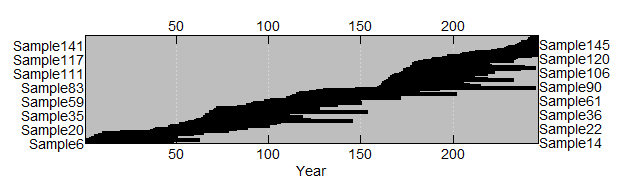 50 100 150 200
Sample141 Sample145
Sample117 Sample120
Sample111 Sample106
Sample83 Sample90
Sample59 Sample61
Sample35 Sample36
Sample20 Sample22
Sample6 Sample14
50 100 150 200
Year